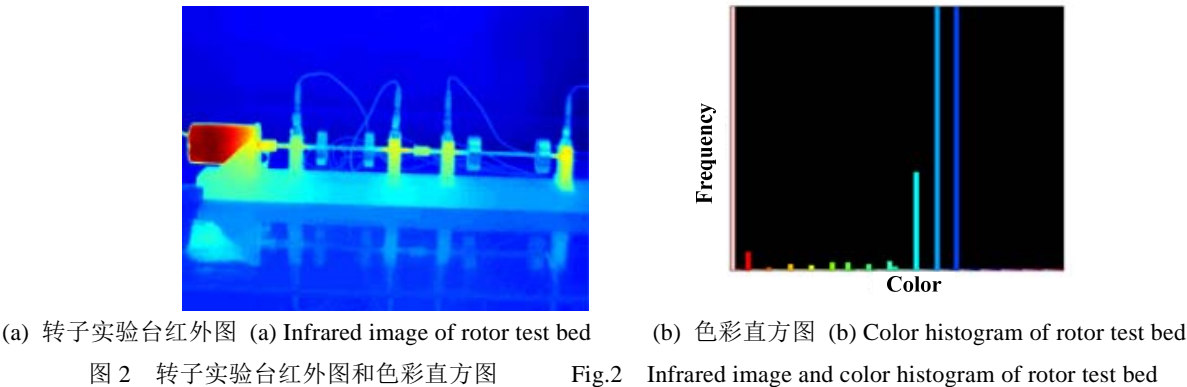 Frequency
Color
(a) 转子实验台红外图 (a) Infrared image of rotor test bed
(b) 色彩直方图 (b) Color histogram of rotor test bed
图 2 转子实验台红外图和色彩直方图 Fig.2 Infrared image and color histogram of rotor test bed